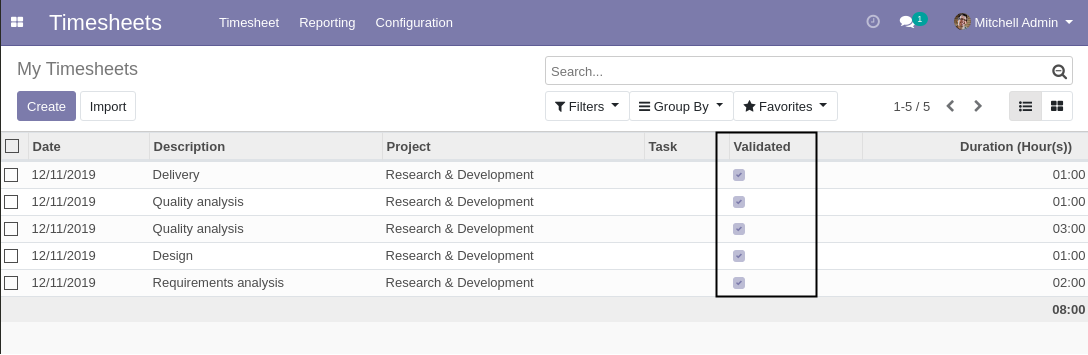 Timesheets Timesheet Reporting Configuration 1 Mitchell Admin
My Timesheets Search...
Create Import Filters Group By Favorites 1-5 / 5
Date Description Project Task Validated Duration (Hour(s))
12/11/2019 Delivery Research & Development 01:00
12/11/2019 Quality analysis Research & Development 01:00
12/11/2019 Quality analysis Research & Development 03:00
12/11/2019 Design Research & Development 01:00
12/11/2019 Requirements analysis Research & Development 02:00
08:00